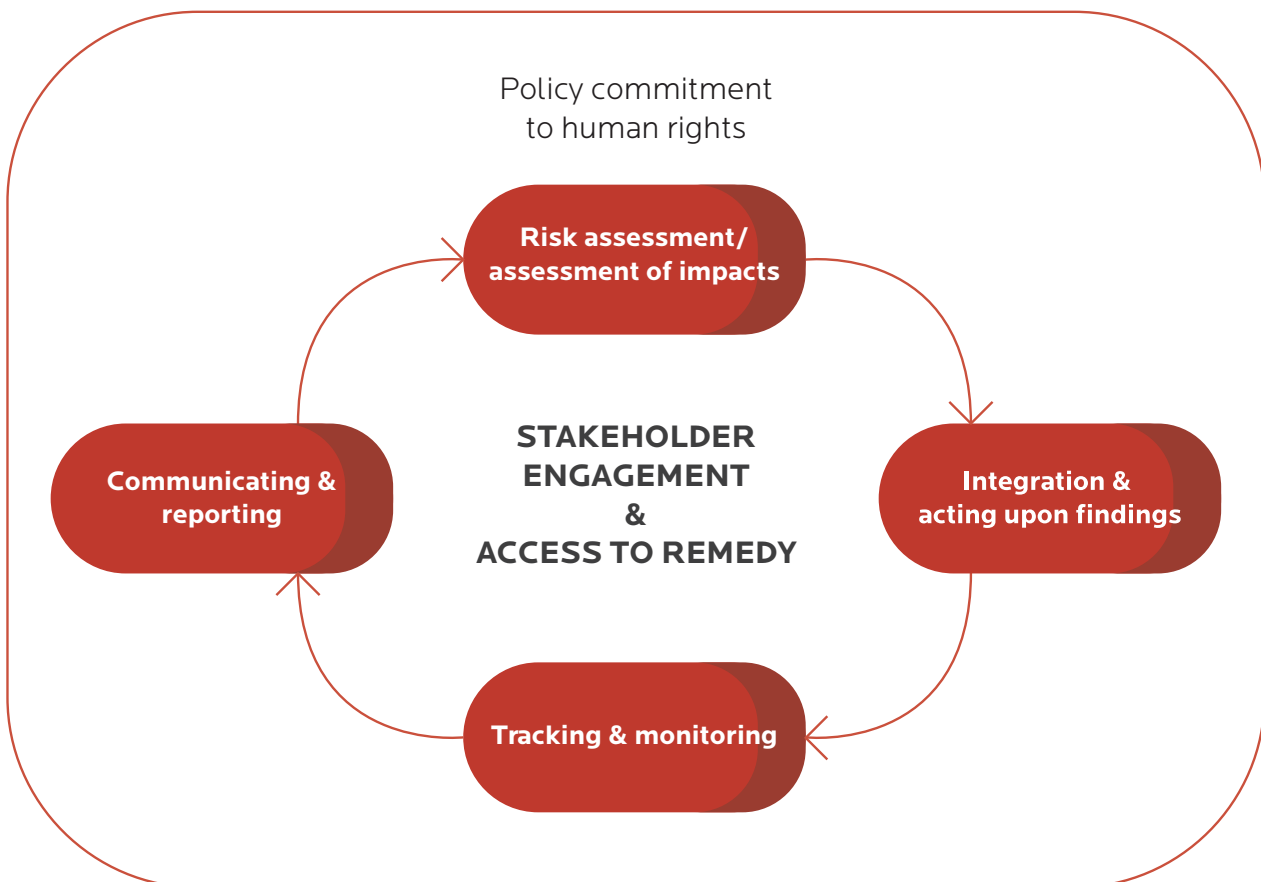 Policy commitment
to human rights
Risk assessment/
assessment of impacts
Communicating &
reporting
STAKEHOLDER
ENGAGEMENT
&
ACCESS TO REMEDY
Integration &
acting upon findings
Tracking & monitoring